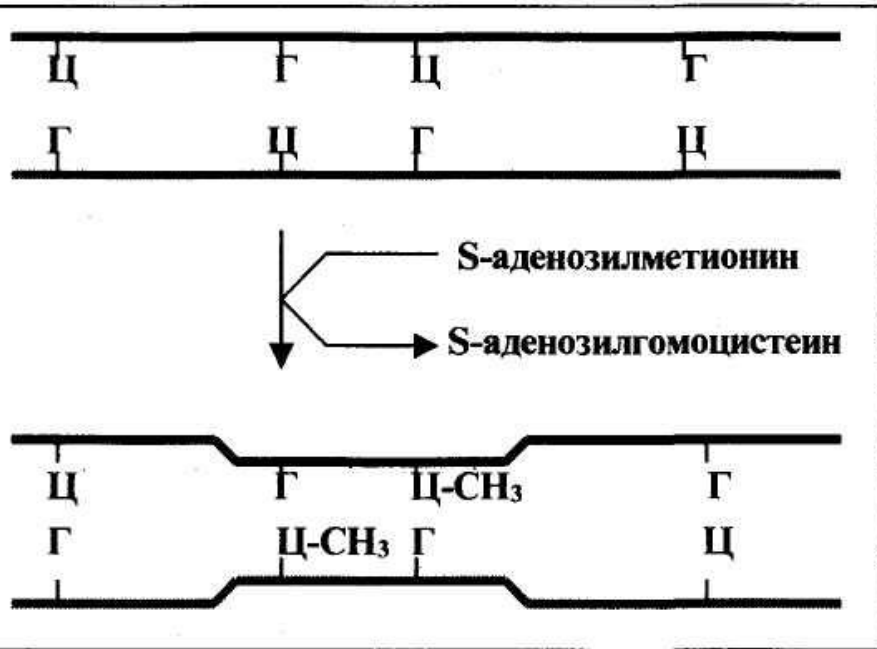 Ц Г Ц Г
Г Ц Г Ц
S-аденозилметионин
S-аденозилгомоцистеин
Ц Г Ц-CH₃ Г
Г Ц-CH₃ Г Ц